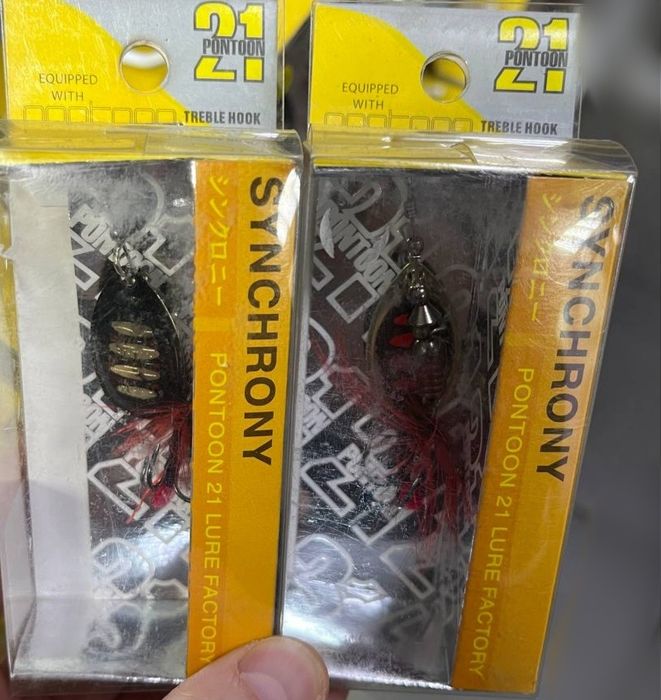 21
PONTOON
EQUIPPED
WITH
TREBLE HOOK
21
PONTOON
EQUIPPED
WITH
TREBLE HOOK
SYNCHRONY
シンクロニー
PONTOON 21 LURE FACTORY
SYNCHRONY
シンクロニー
PONTOON 21 LURE FACTORY
PONTOON